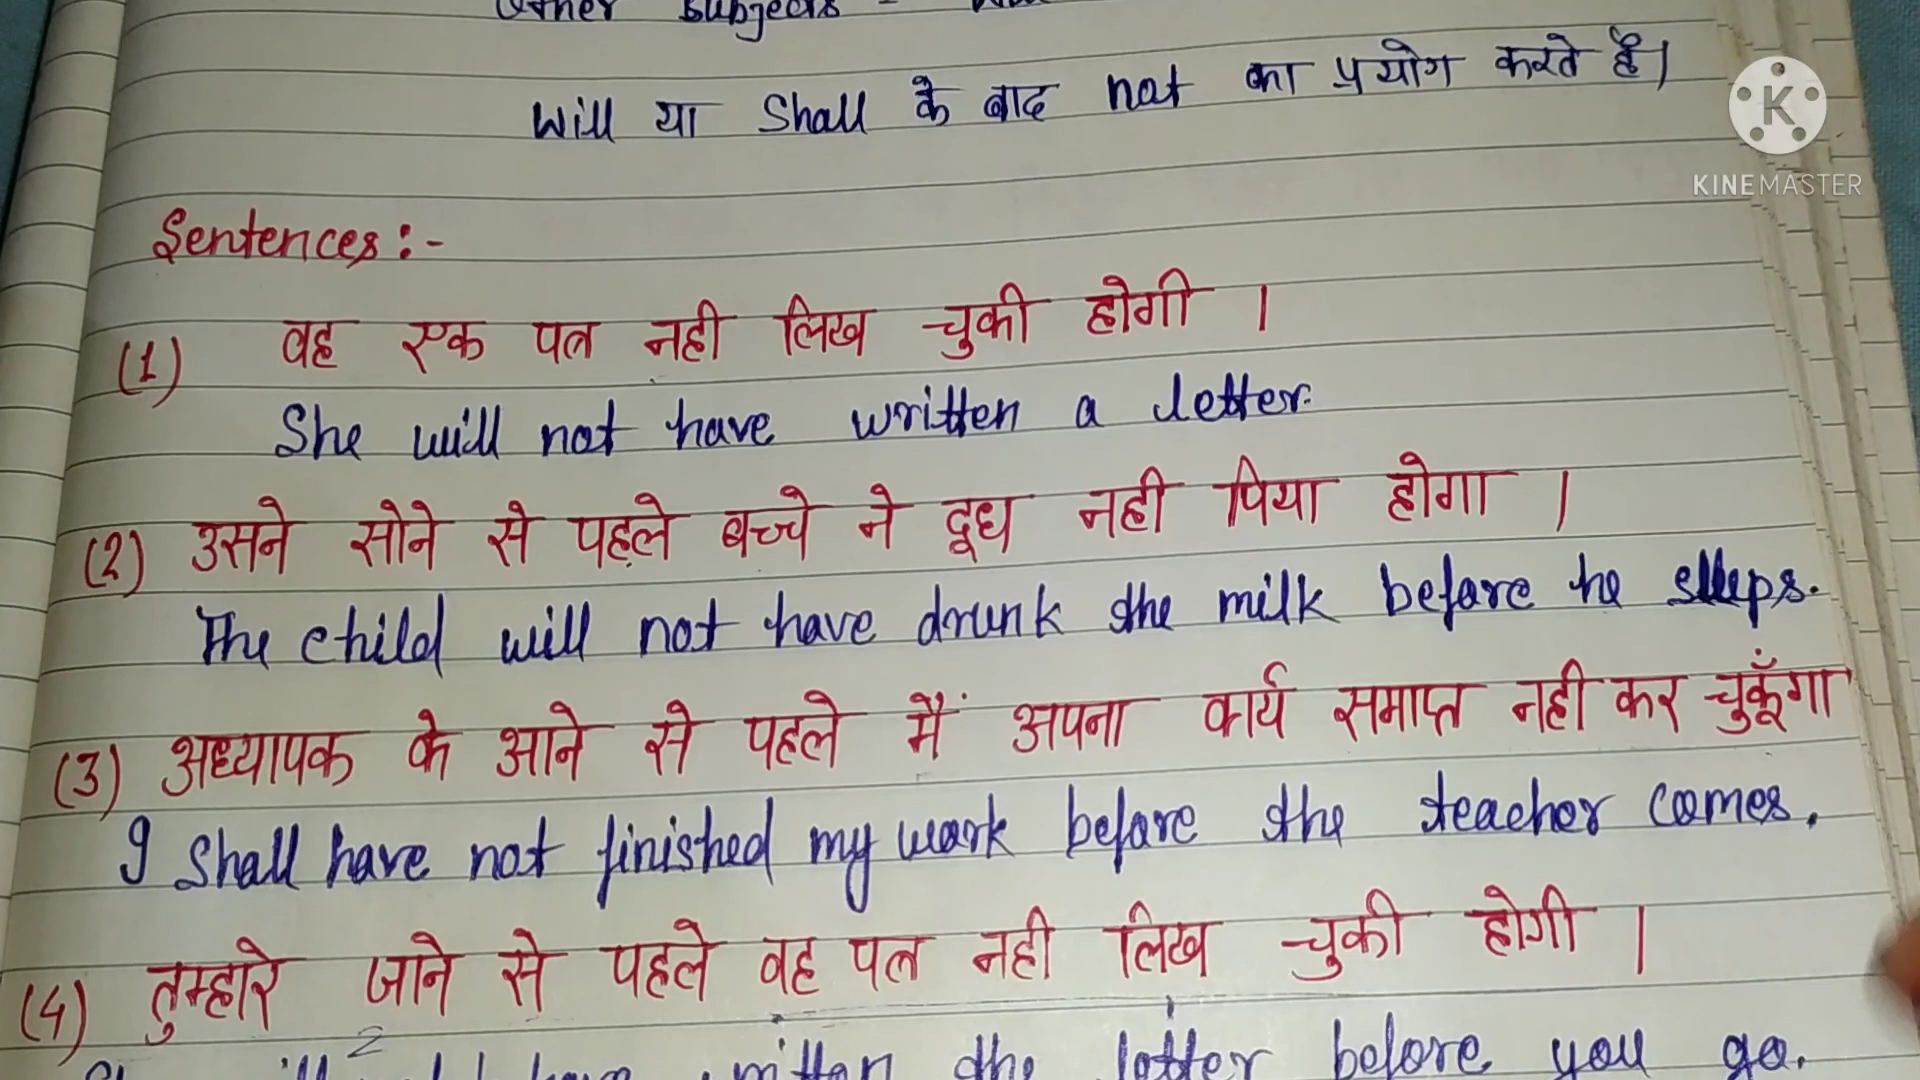 Other Subjects -
Will या Shall के बाद not का प्रयोग करते है।
KINEMASTER
Sentences :-
(1) वह एक पत्र नही लिख चुकी होगी ।
She will not have written a letter.
(2) उसने सोने से पहले बच्चे ने दूध नही पिया होगा ।
The child will not have drunk the milk before he sleeps.
(3) अध्यापक के आने से पहले मैं अपना कार्य समाप्त नही कर चुकूँगा
I shall have not finished my work before the teacher comes.
(4) तुम्हारे जाने से पहले वह पत्र नही लिख चुकी होगी ।
written the letter before you go.